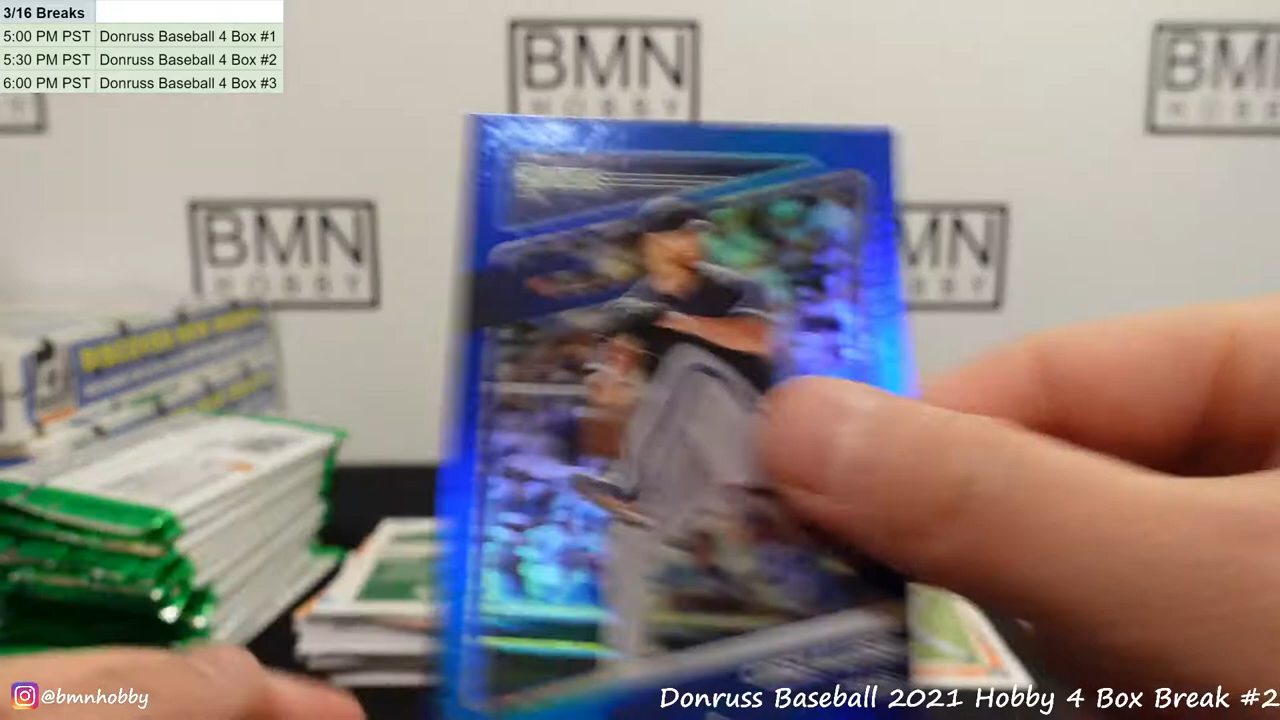 3/16 Breaks
5:00 PM PST Donruss Baseball 4 Box #1
5:30 PM PST Donruss Baseball 4 Box #2
6:00 PM PST Donruss Baseball 4 Box #3
BMN
HOBBY
BMN
HOBBY
BMN
HOBBY
@bmnhobby
Donruss Baseball 2021 Hobby 4 Box Break #2